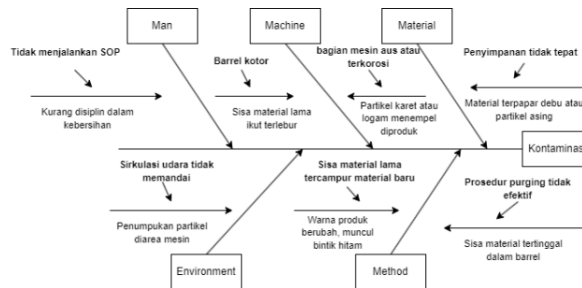 Man
Machine
Material
Tidak menjalankan SOP
Kurang disiplin dalam
kebersihan
Barrel kotor
Sisa material lama
ikut terlebur
bagian mesin aus atau
terkorosi
Partikel karet atau
logam menempel
diproduk
Penyimpanan tidak tepat
Material terpapar debu atau
partikel asing
Kontaminas
Sirkulasi udara tidak
memandai
Penumpukan partikel
diarea mesin
Sisa material lama
tercampur material baru
Warna produk
berubah, muncul
bintik hitam
Prosedur purging tidak
efektif
Sisa material tertinggal
dalam barrel
Environment
Method